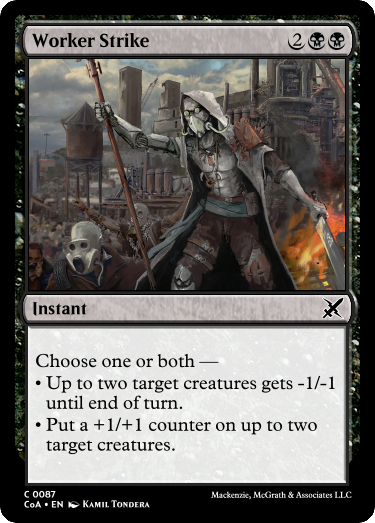 Worker Strike 2
Instant
Choose one or both —
• Up to two target creatures gets -1/-1
until end of turn.
• Put a +1/+1 counter on up to two
target creatures.
C 0087
CoA • EN Kamil Tondera
Mackenzie, McGrath & Associates LLC